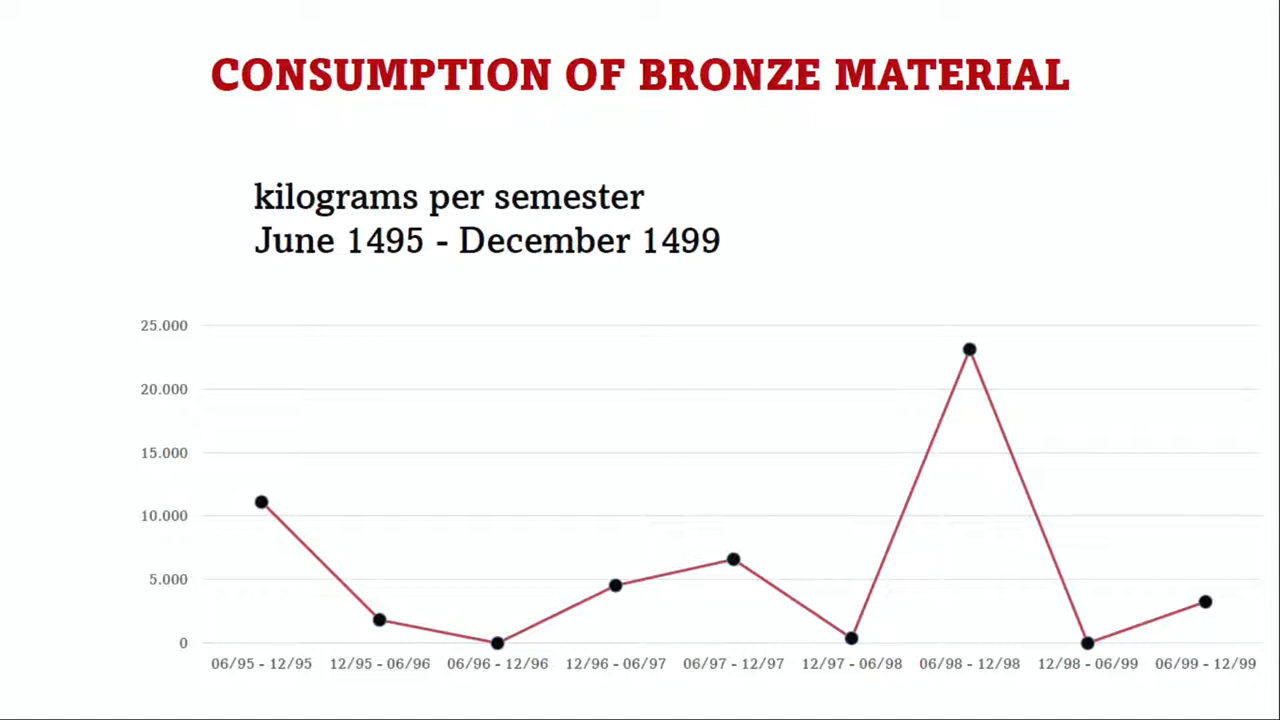 CONSUMPTION OF BRONZE MATERIAL
kilograms per semester
June 1495 - December 1499
25.000
20.000
15.000
10.000
5.000
0
06/95 - 12/95 12/95 - 06/96 06/96 - 12/96 12/96 - 06/97 06/97 - 12/97 12/97 - 06/98 06/98 - 12/98 12/98 - 06/99 06/99 - 12/99